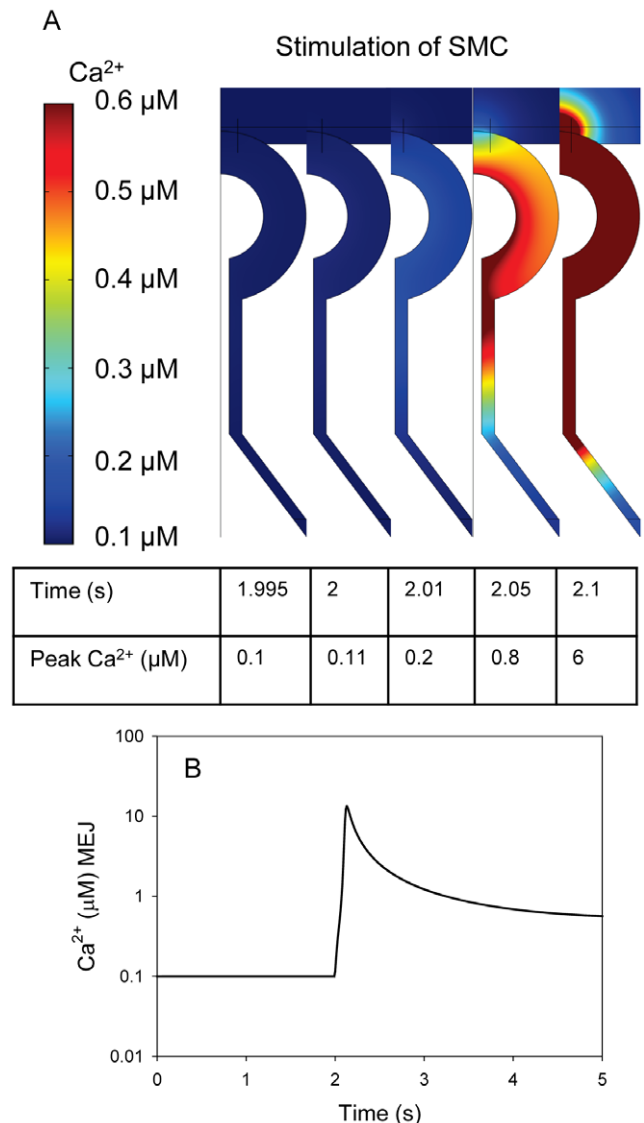 A
Stimulation of SMC
Ca²⁺
0.6 µM
0.5 µM
0.4 µM
0.3 µM
0.2 µM
0.1 µM
Time (s) 1.995 2 2.01 2.05 2.1
Peak Ca²⁺ (µM) 0.1 0.11 0.2 0.8 6
B
Ca²⁺ (µM) MEJ
100
10
1
0.1
0.01
0 1 2 3 4 5
Time (s)